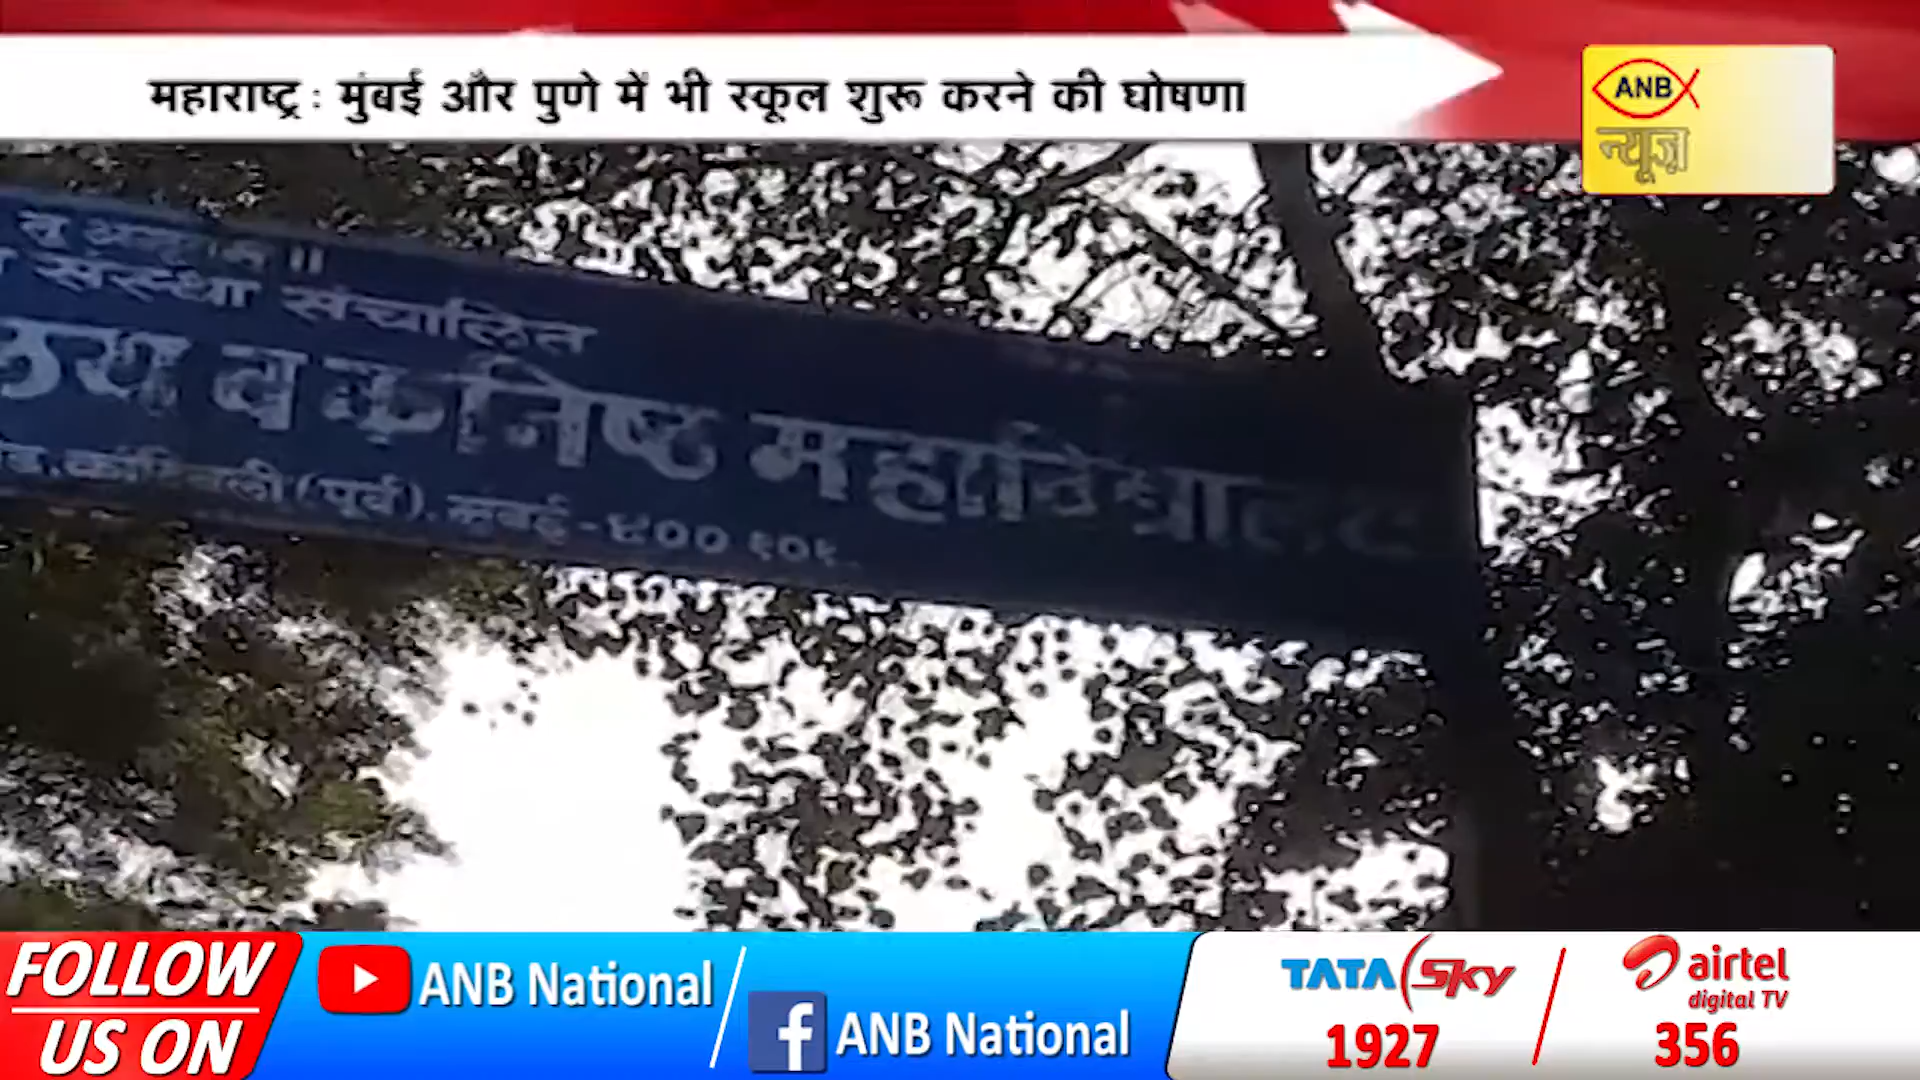 महाराष्ट्र: मुंबई और पुणे में भी स्कूल शुरू करने की घोषणा
ANB
न्यूज़
संस्था संचालित
व कनिष्ठ महाविद्यालय
(पूर्व). मुंबई - ४०० १०१.
FOLLOW
US ON
ANB National
ANB National
TATA Sky
1927
airtel
digital TV
356